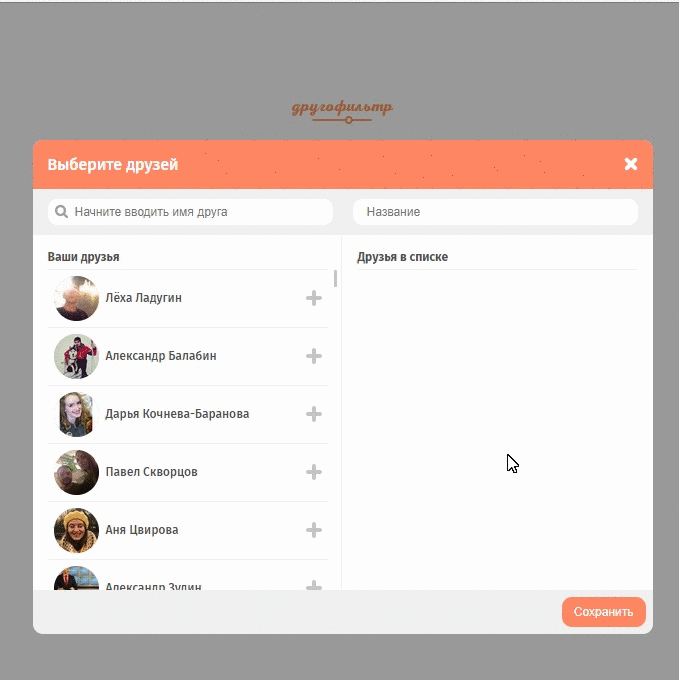 другофильтр
Выберите друзей
Начните вводить имя друга
Название
Ваши друзья
Друзья в списке
Лёха Ладугин
Александр Балабин
Дарья Кочнева-Баранова
Павел Скворцов
Аня Цвирова
Александр Зудин
Сохранить